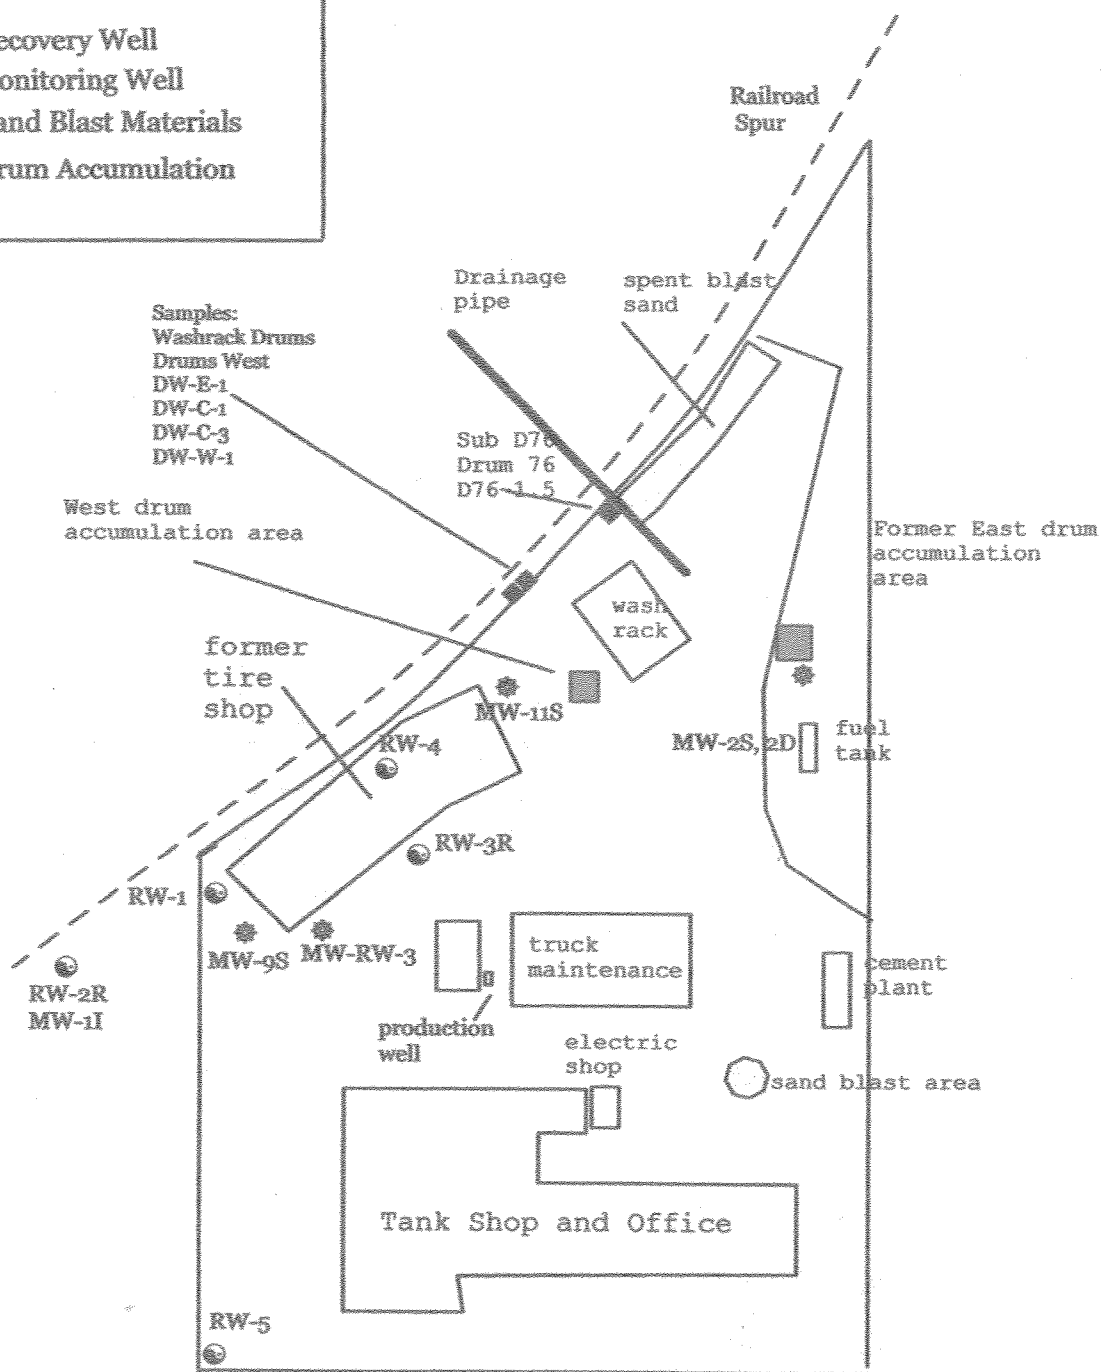 ecovery Well
onitoring Well
and Blast Materials
rum Accumulation
Railroad
Spur
Drainage
pipe
spent blast
sand
Samples:
Washrack Drums
Drums West
DW-E-1
DW-C-1
DW-C-3
DW-W-1
Sub D76
Drum 76
D76-1.5
West drum
accumulation area
Former East drum
accumulation
area
wash
rack
former
tire
shop
MW-11S
RW-4
MW-2S, 2D
fuel
tank
RW-3R
RW-1
MW-9S
MW-RW-3
truck
maintenance
cement
plant
RW-2R
MW-1I
production
well
electric
shop
sand blast area
Tank Shop and Office
RW-5